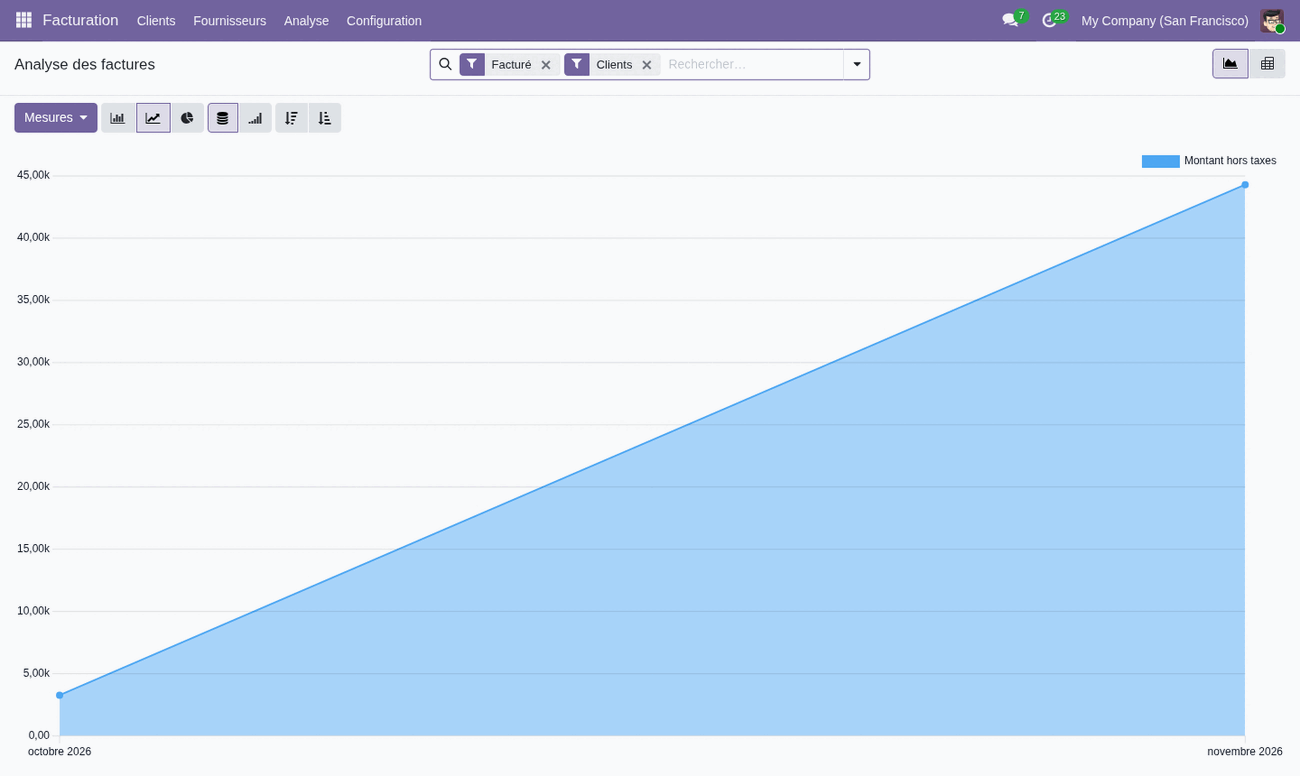 Facturation Clients Fournisseurs Analyse Configuration 7 23 My Company (San Francisco)
Analyse des factures Facturé Clients Rechercher...
Mesures
Montant hors taxes
45,00k
40,00k
35,00k
30,00k
25,00k
20,00k
15,00k
10,00k
5,00k
0,00
octobre 2026 novembre 2026